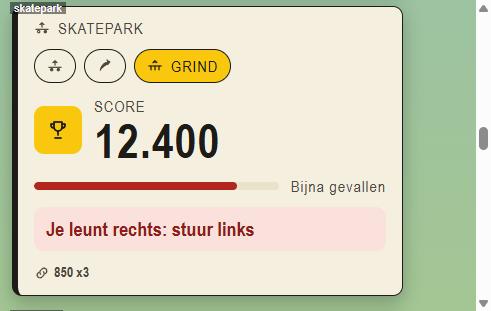 skatepark
SKATEPARK
GRIND
SCORE
12.400
Bijna gevallen
Je leunt rechts: stuur links
850 x3